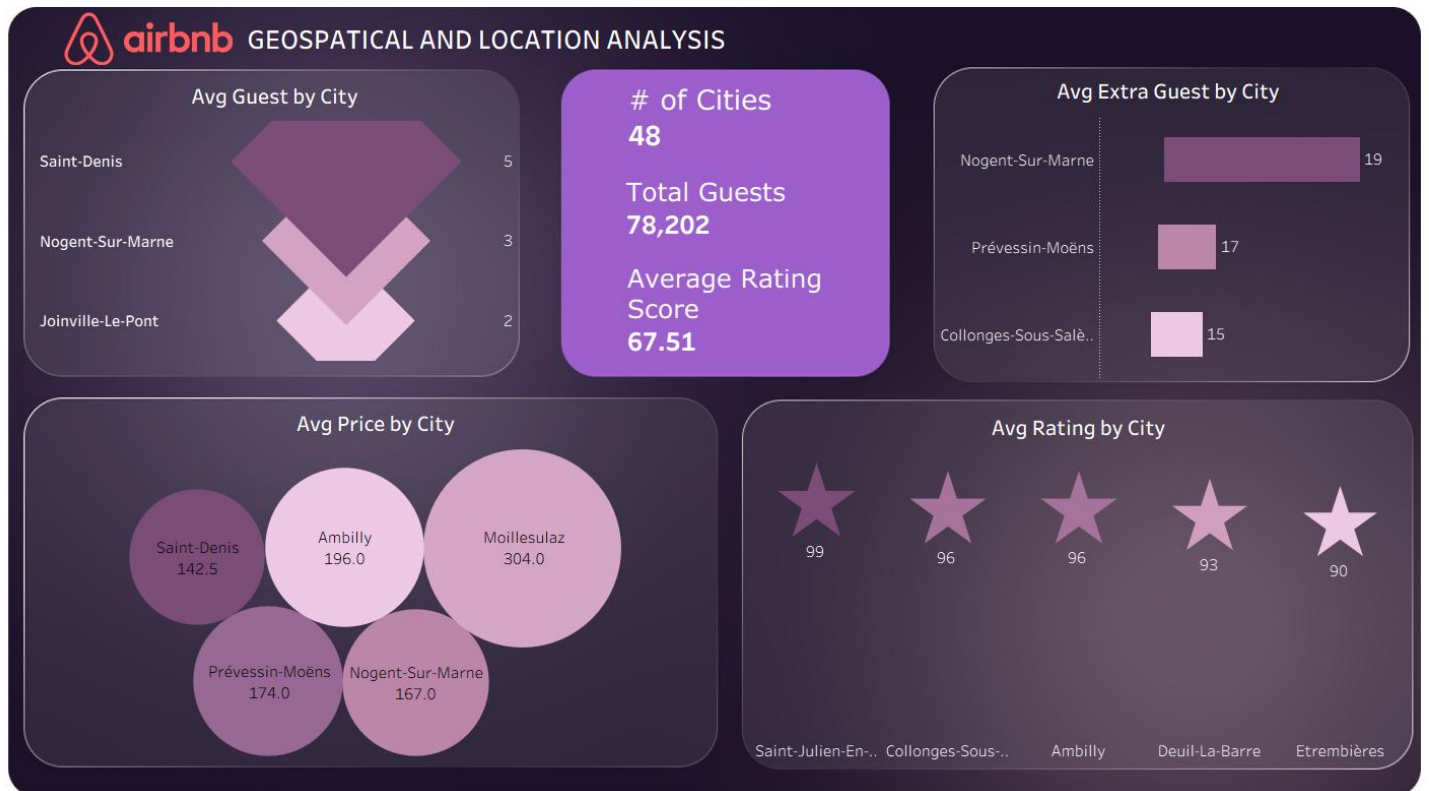 airbnb GEOSPATICAL AND LOCATION ANALYSIS
Avg Guest by City
Saint-Denis 5
Nogent-Sur-Marne 3
Joinville-Le-Pont 2
# of Cities
48
Total Guests
78,202
Average Rating
Score
67.51
Avg Extra Guest by City
Nogent-Sur-Marne 19
Prévessin-Moëns 17
Collonges-Sous-Salè.. 15
Avg Price by City
Saint-Denis
142.5
Ambilly
196.0
Moillesulaz
304.0
Prévessin-Moëns
174.0
Nogent-Sur-Marne
167.0
Avg Rating by City
99 96 96 93 90
Saint-Julien-En-.. Collonges-Sous-.. Ambilly Deuil-La-Barre Etrembières